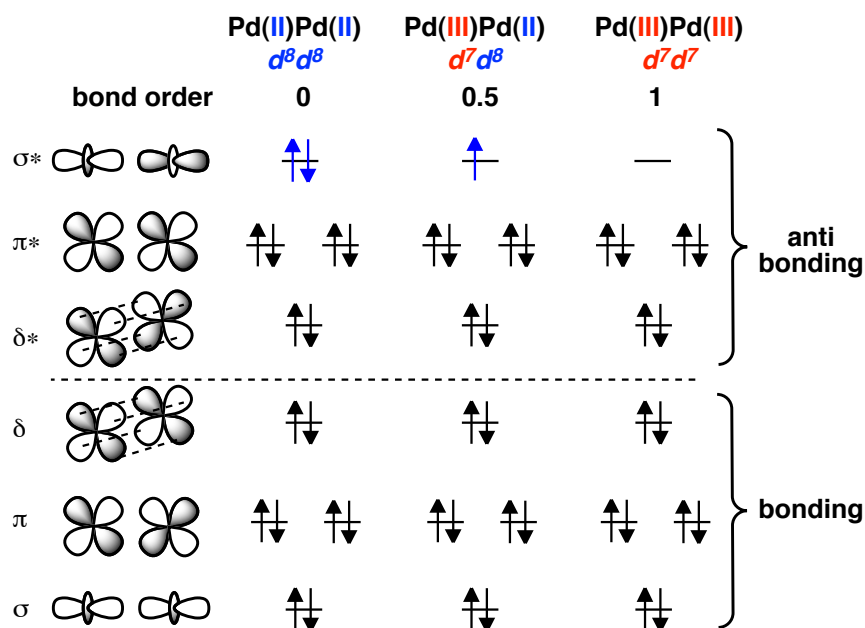 Pd(II)Pd(II) Pd(III)Pd(II) Pd(III)Pd(III)
d⁸d⁸ d⁷d⁸ d⁷d⁷
bond order 0 0.5 1
σ*
π*
anti
bonding
δ*
δ
π
bonding
σ